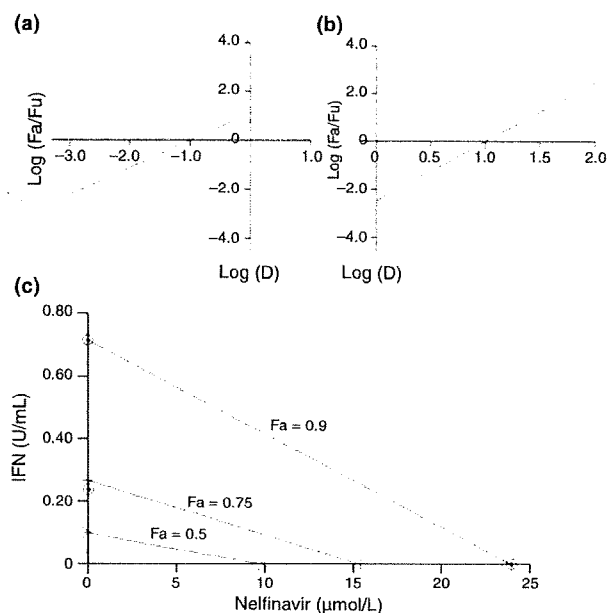 (a)
4.0
2.0
0
-2.0
-4.0
-3.0 -2.0 -1.0 1.0
Log (Fa/Fu)
Log (D)
(b)
4.0
2.0
0
-2.0
-4.0
0 0.5 1.0 1.5 2.0
Log (Fa/Fu)
Log (D)
(c)
0.80
0.60
0.40
0.20
0
IFN (U/mL)
Fa = 0.9
Fa = 0.75
Fa = 0.5
0 5 10 15 20 25
Nelfinavir (µmol/L)